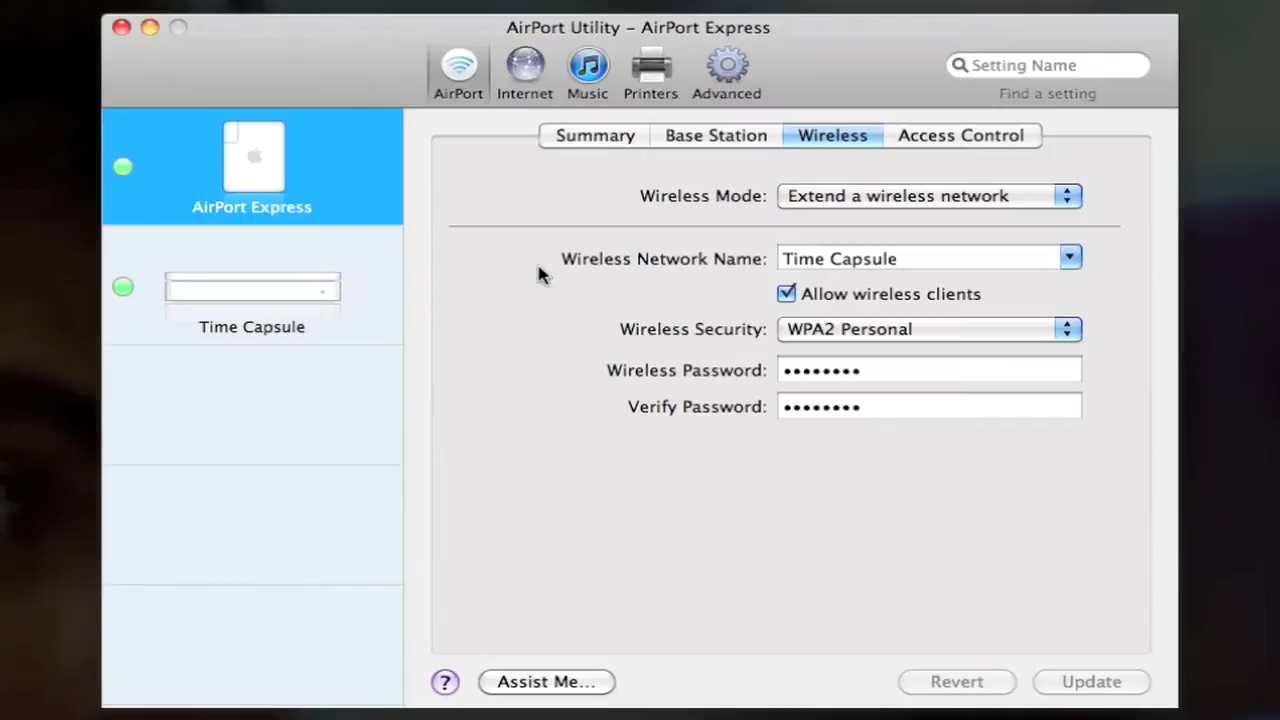 AirPort Utility – AirPort Express
AirPort Internet Music Printers Advanced
Setting Name
Find a setting
AirPort Express
Time Capsule
Summary Base Station Wireless Access Control
Wireless Mode: Extend a wireless network
Wireless Network Name: Time Capsule
Allow wireless clients
Wireless Security: WPA2 Personal
Wireless Password: ••••••••
Verify Password: ••••••••
? Assist Me... Revert Update